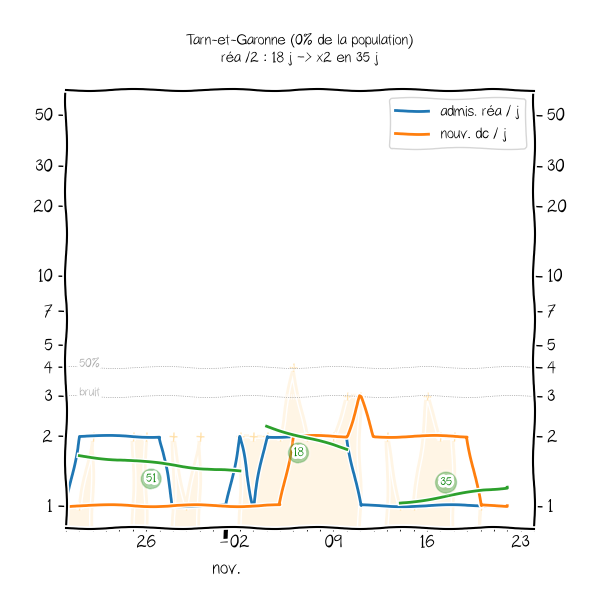 Tarn-et-Garonne (0% de la population)
réa /2 : 18 j -> x2 en 35 j
admis. réa / j
nouv. dc / j
50 50
30 30
20 20
10 10
7 7
5 5
50%
4 4
bruit
3 3
2 2
18
51 35
1 1
26 02 09 16 23
nov.